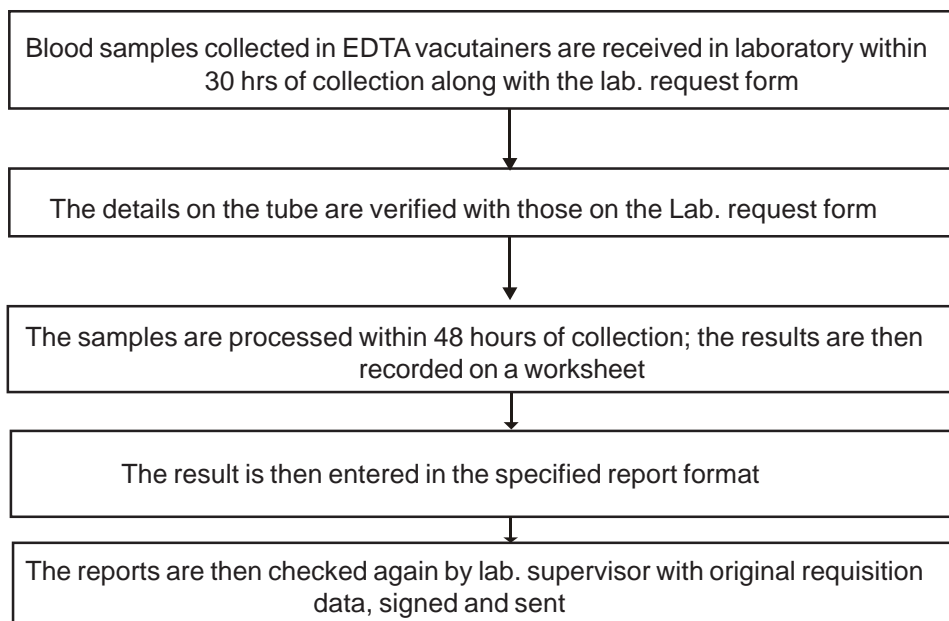 Blood samples collected in EDTA vacutainers are received in laboratory within
30 hrs of collection along with the lab. request form
The details on the tube are verified with those on the Lab. request form
The samples are processed within 48 hours of collection; the results are then
recorded on a worksheet
The result is then entered in the specified report format
The reports are then checked again by lab. supervisor with original requisition
data, signed and sent